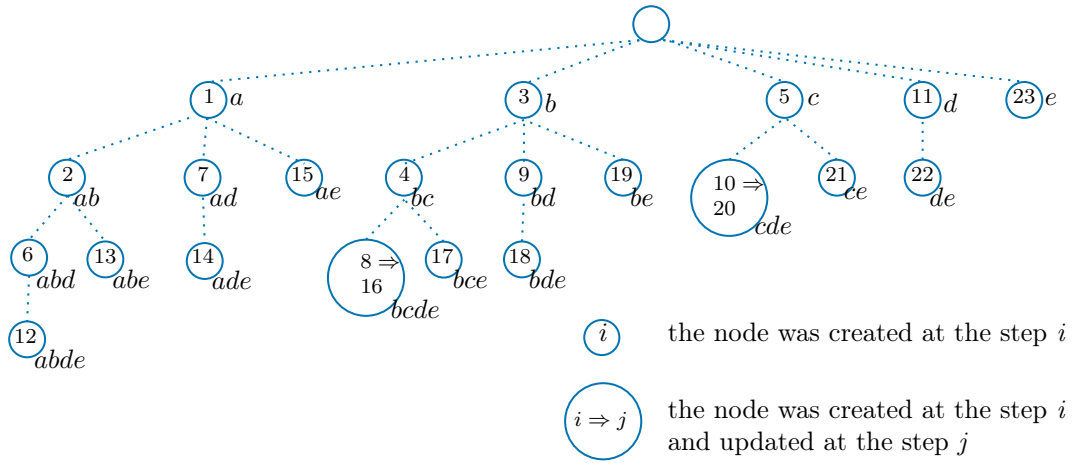 1 a 3 b 5 c 11 d 23 e
2 ab 7 ad 15 ae 4 bc 9 bd 19 be 10 ⇒ 20 cde 21 ce 22 de
6 abd 13 abe 14 ade 8 ⇒ 16 bcde 17 bce 18 bde
12 abde
i the node was created at the step i
i ⇒ j the node was created at the step i
and updated at the step j